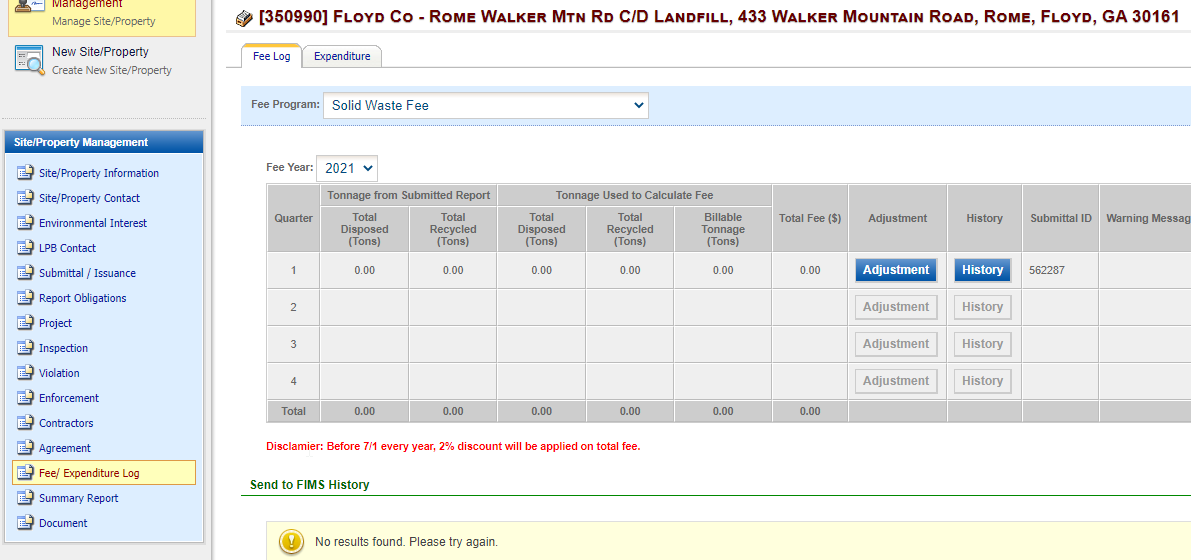 Management
Manage Site/Property
New Site/Property
Create New Site/Property
Site/Property Management
Site/Property Information
Site/Property Contact
Environmental Interest
LPB Contact
Submittal / Issuance
Report Obligations
Project
Inspection
Violation
Enforcement
Contractors
Agreement
Fee/ Expenditure Log
Summary Report
Document
[350990] Floyd Co - Rome Walker Mtn Rd C/D Landfill, 433 Walker Mountain Road, Rome, Floyd, GA 30161
Fee Log Expenditure
Fee Program: Solid Waste Fee
Fee Year: 2021
Quarter Tonnage from Submitted Report Tonnage Used to Calculate Fee Total Fee ($) Adjustment History Submittal ID Warning Messag
Total Disposed (Tons) Total Recycled (Tons) Total Disposed (Tons) Total Recycled (Tons) Billable Tonnage (Tons)
1 0.00 0.00 0.00 0.00 0.00 0.00 Adjustment History 562287
2 Adjustment History
3 Adjustment History
4 Adjustment History
Total 0.00 0.00 0.00 0.00 0.00 0.00
Disclamier: Before 7/1 every year, 2% discount will be applied on total fee.
Send to FIMS History
No results found. Please try again.